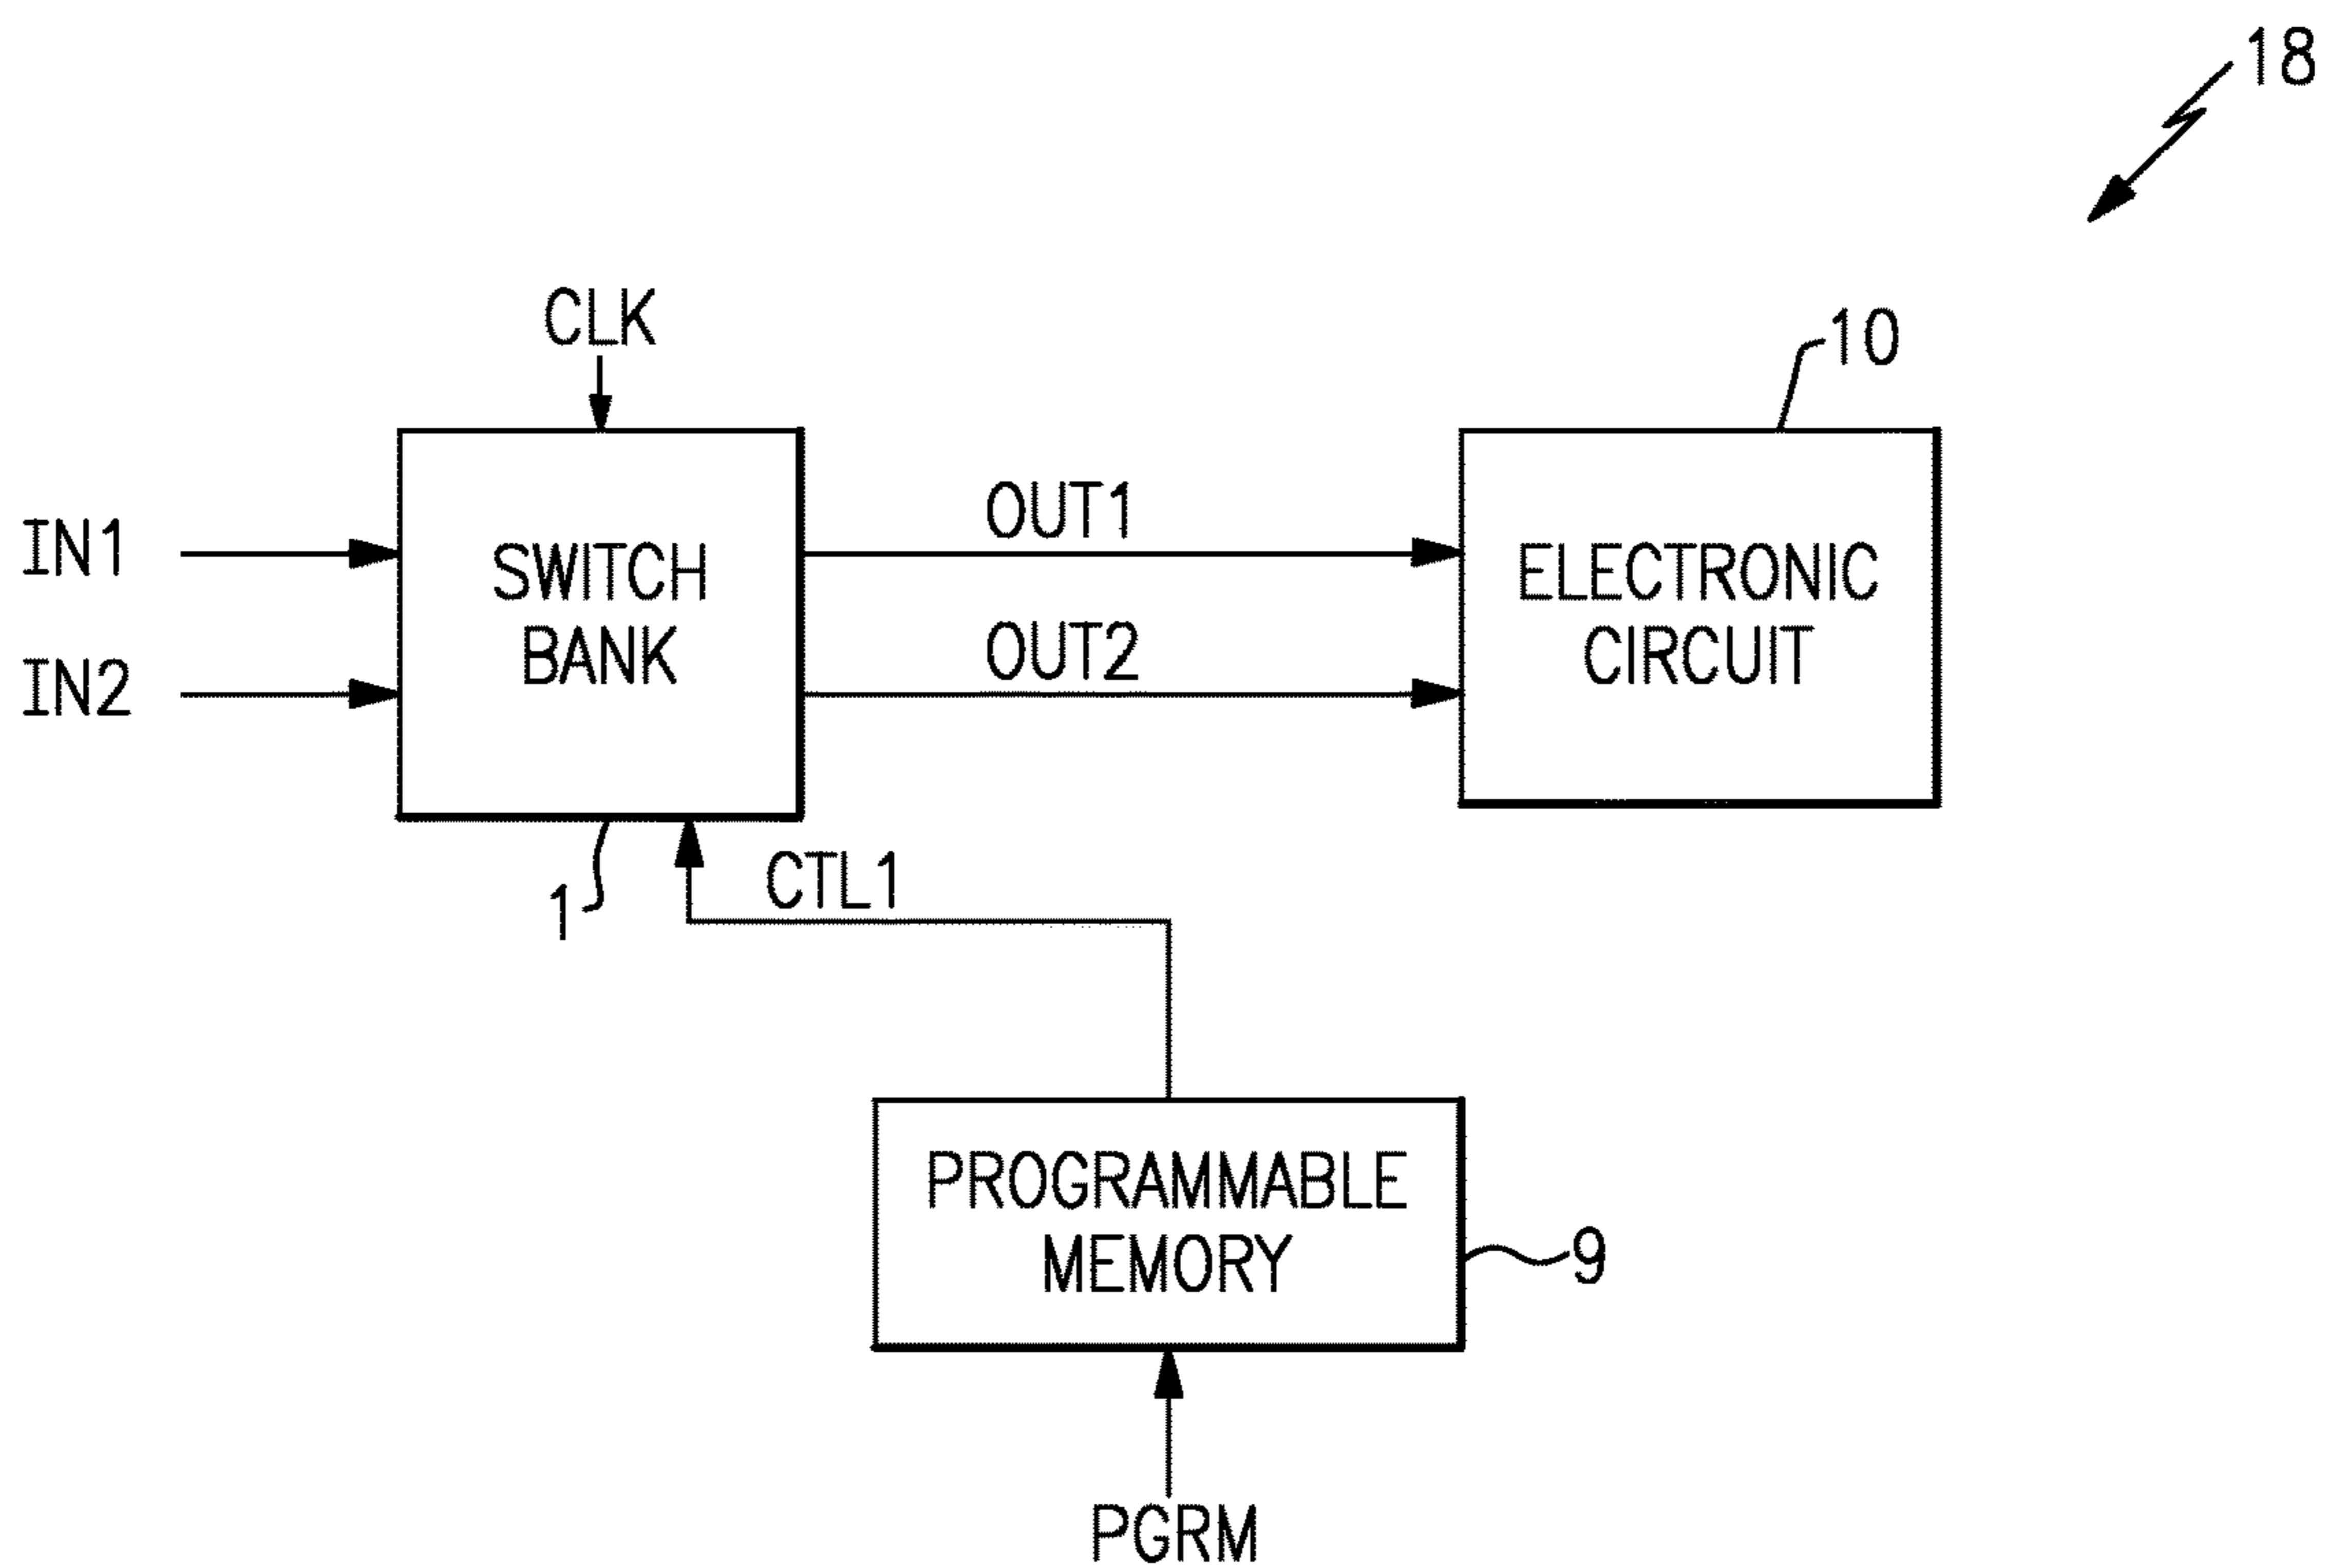 18
CLK
10
IN1
IN2
SWITCH
BANK
OUT1
OUT2
ELECTRONIC
CIRCUIT
1
CTL1
PROGRAMMABLE
MEMORY
9
PGRM